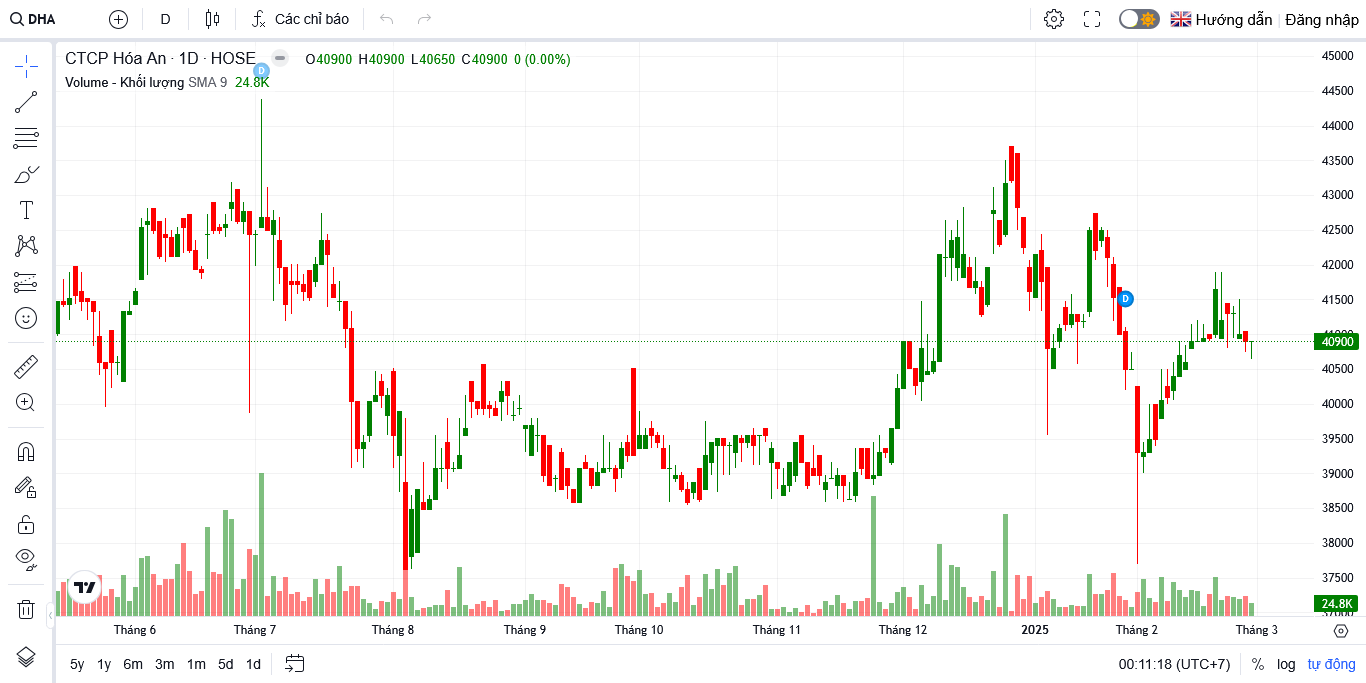 DHA D Các chỉ báo Hướng dẫn Đăng nhập
CTCP Hóa An · 1D · HOSE O40900 H40900 L40650 C40900 0 (0.00%)
D
Volume - Khối lượng SMA 9 24.8K
45000
44500
44000
43500
43000
42500
42000
D
41500
41000
40900
40500
40000
39500
39000
38500
38000
37500
24.8K
37000
Tháng 6 Tháng 7 Tháng 8 Tháng 9 Tháng 10 Tháng 11 Tháng 12 2025 Tháng 2 Tháng 3
5y 1y 6m 3m 1m 5d 1d 00:11:18 (UTC+7) % log tự động